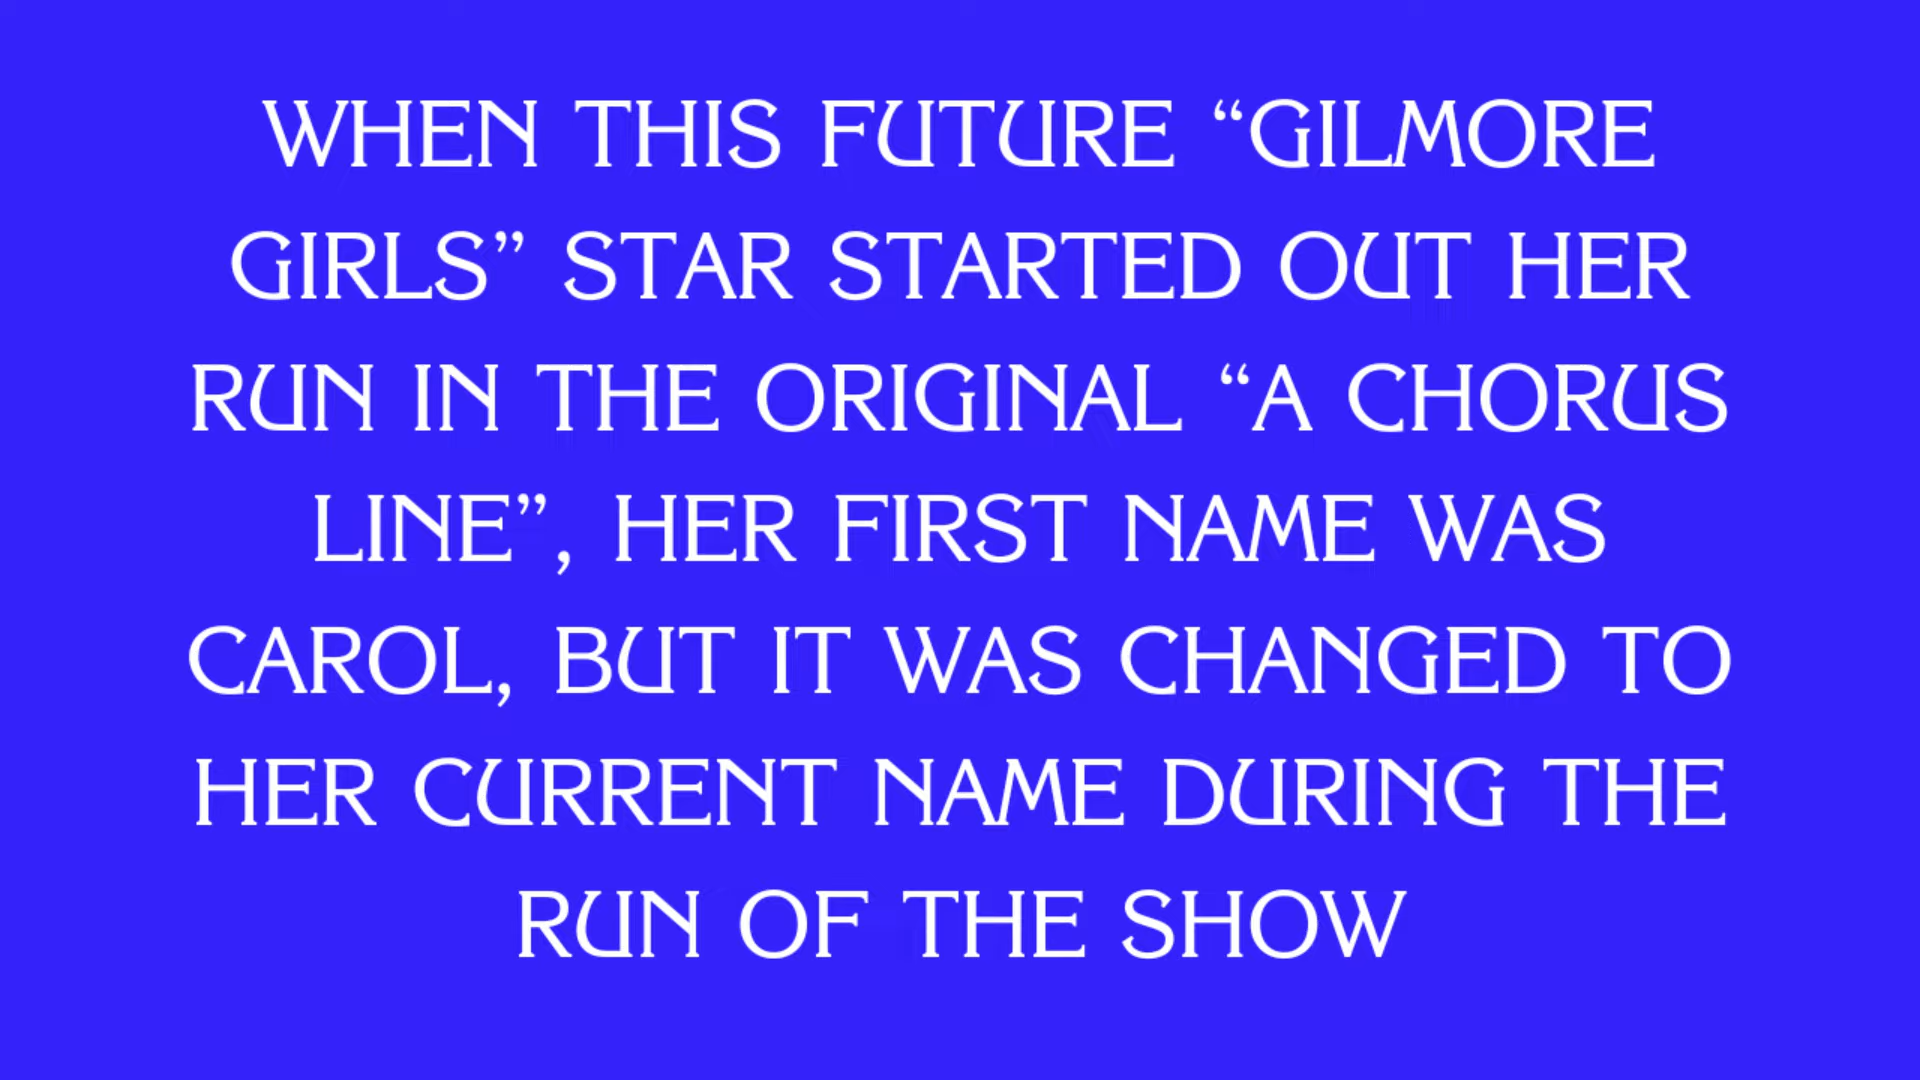 WHEN THIS FUTURE “GILMORE
GIRLS” STAR STARTED OUT HER
RUN IN THE ORIGINAL “A CHORUS
LINE”, HER FIRST NAME WAS
CAROL, BUT IT WAS CHANGED TO
HER CURRENT NAME DURING THE
RUN OF THE SHOW